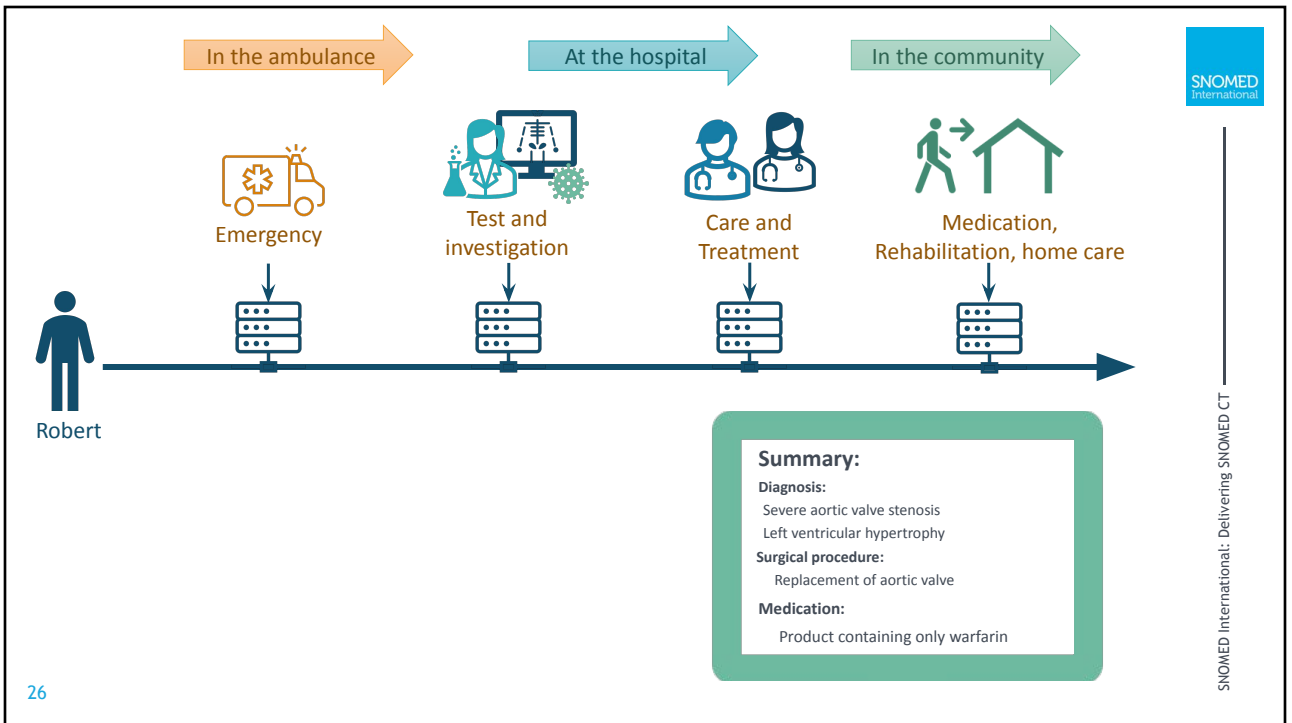 In the ambulance
At the hospital
In the community
SNOMED
International
Emergency
Test and
investigation
Care and
Treatment
Medication,
Rehabilitation, home care
Robert
Summary:
Diagnosis:
Severe aortic valve stenosis
Left ventricular hypertrophy
Surgical procedure:
Replacement of aortic valve
Medication:
Product containing only warfarin
SNOMED International: Delivering SNOMED CT
26